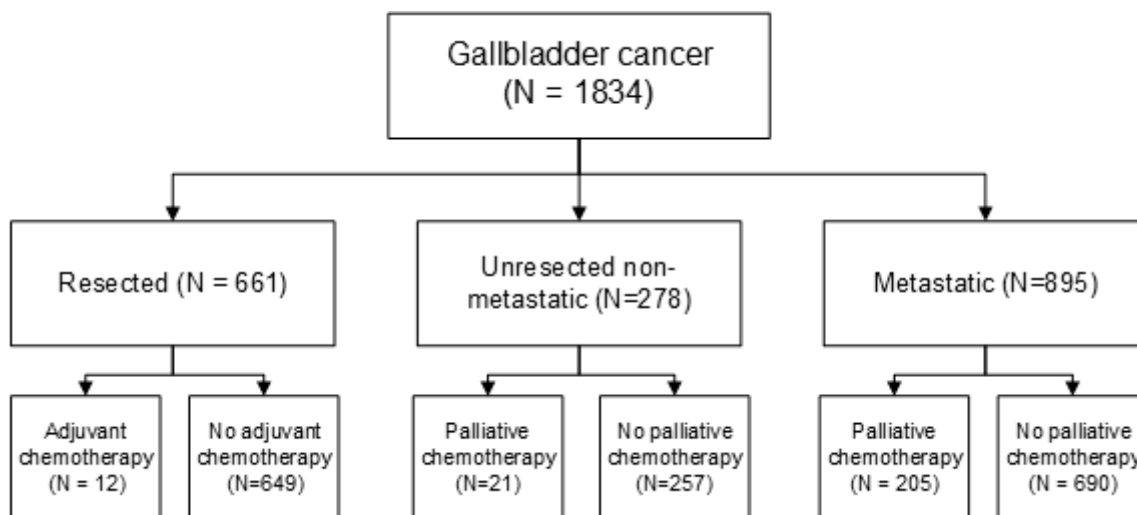 Gallbladder cancer
(N = 1834)
Resected (N = 661)
Unresected non-
metastatic (N=278)
Metastatic (N=895)
Adjuvant
chemotherapy
(N = 12)
No adjuvant
chemotherapy
(N=649)
Palliative
chemotherapy
(N=21)
No palliative
chemotherapy
(N=257)
Palliative
chemotherapy
(N = 205)
No palliative
chemotherapy
(N = 690)